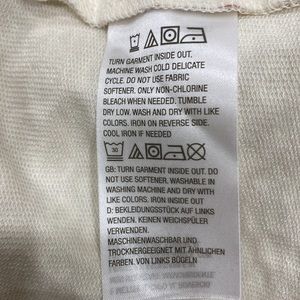 TURN GARMENT INSIDE OUT.
MACHINE WASH COLD DELICATE
CYCLE. DO NOT USE FABRIC
SOFTENER. ONLY NON-CHLORINE
BLEACH WHEN NEEDED. TUMBLE
DRY LOW. WASH AND DRY WITH LIKE
COLORS. IRON ON REVERSE SIDE.
COOL IRON IF NEEDED
30
GB: TURN GARMENT INSIDE OUT. DO
NOT USE SOFTENER. WASHABLE IN
WASHING MACHINE AND DRY WITH
LIKE COLORS. IRON INSIDE OUT
D: BEKLEIDUNGSSTÜCK AUF LINKS
WENDEN. KEINEN WEICHSPÜLER
VERWENDEN.
MASCHINENWASCHBAR UND
TROCKNERGEEIGNET MIT ÄHNLICHEN
FARBEN. VON LINKS BÜGELN